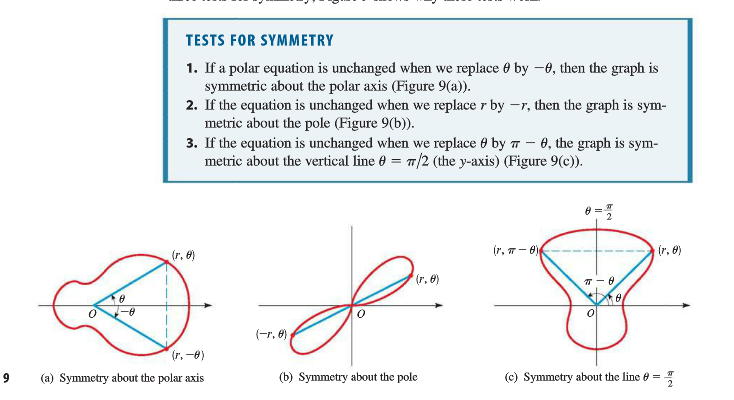 TESTS FOR SYMMETRY
1. If a polar equation is unchanged when we replace θ by −θ, then the graph is
symmetric about the polar axis (Figure 9(a)).
2. If the equation is unchanged when we replace r by −r, then the graph is sym-
metric about the pole (Figure 9(b)).
3. If the equation is unchanged when we replace θ by π − θ, the graph is sym-
metric about the vertical line θ = π/2 (the y-axis) (Figure 9(c)).
(r, θ)
θ
−θ
O
(r, −θ)
(r, θ)
O
(−r, θ)
θ = π/2
(r, π − θ)
(r, θ)
π − θ
θ
O
9
(a) Symmetry about the polar axis
(b) Symmetry about the pole
(c) Symmetry about the line θ = π/2